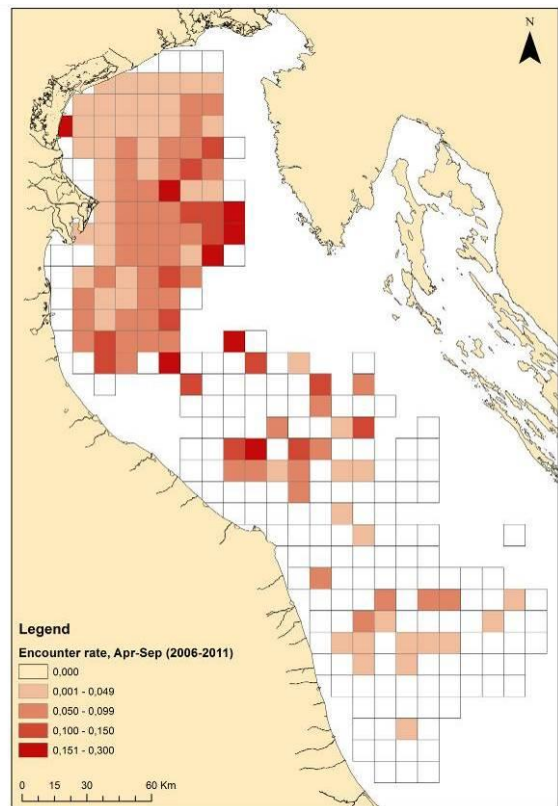 N
Legend
Encounter rate, Apr-Sep (2006-2011)
0,000
0,001 - 0,049
0,050 - 0,099
0,100 - 0,150
0,151 - 0,300
0 15 30 60 Km